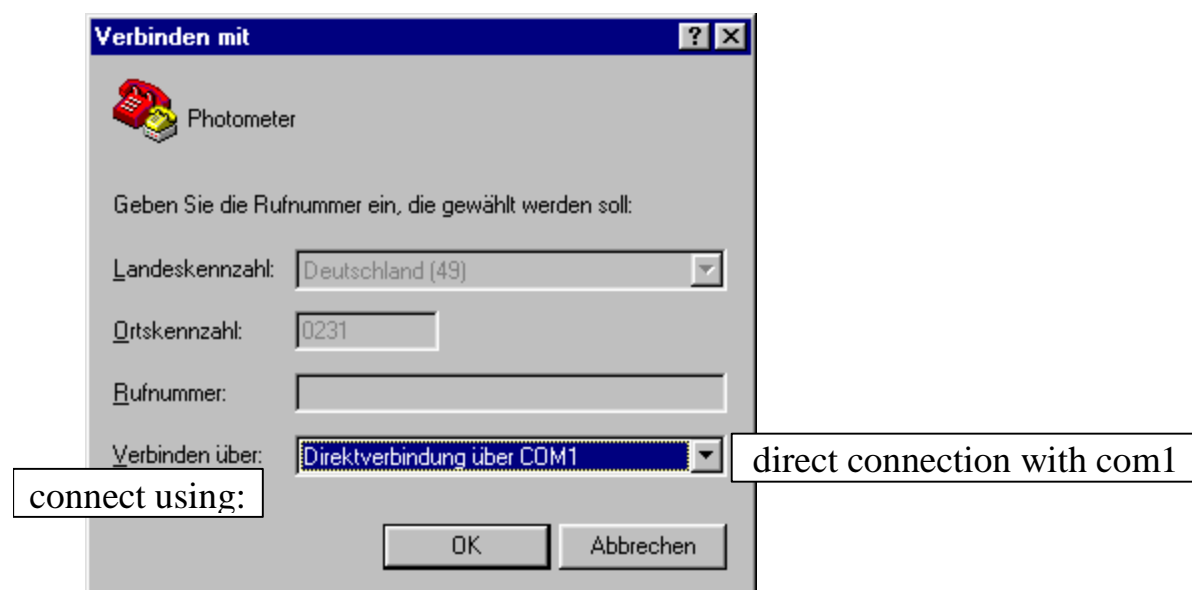 Verbinden mit
Photometer
Geben Sie die Rufnummer ein, die gewählt werden soll:
Landeskennzahl: Deutschland (49)
Ortskennzahl: 0231
Rufnummer:
Verbinden über: Direktverbindung über COM1
direct connection with com1
connect using:
OK Abbrechen